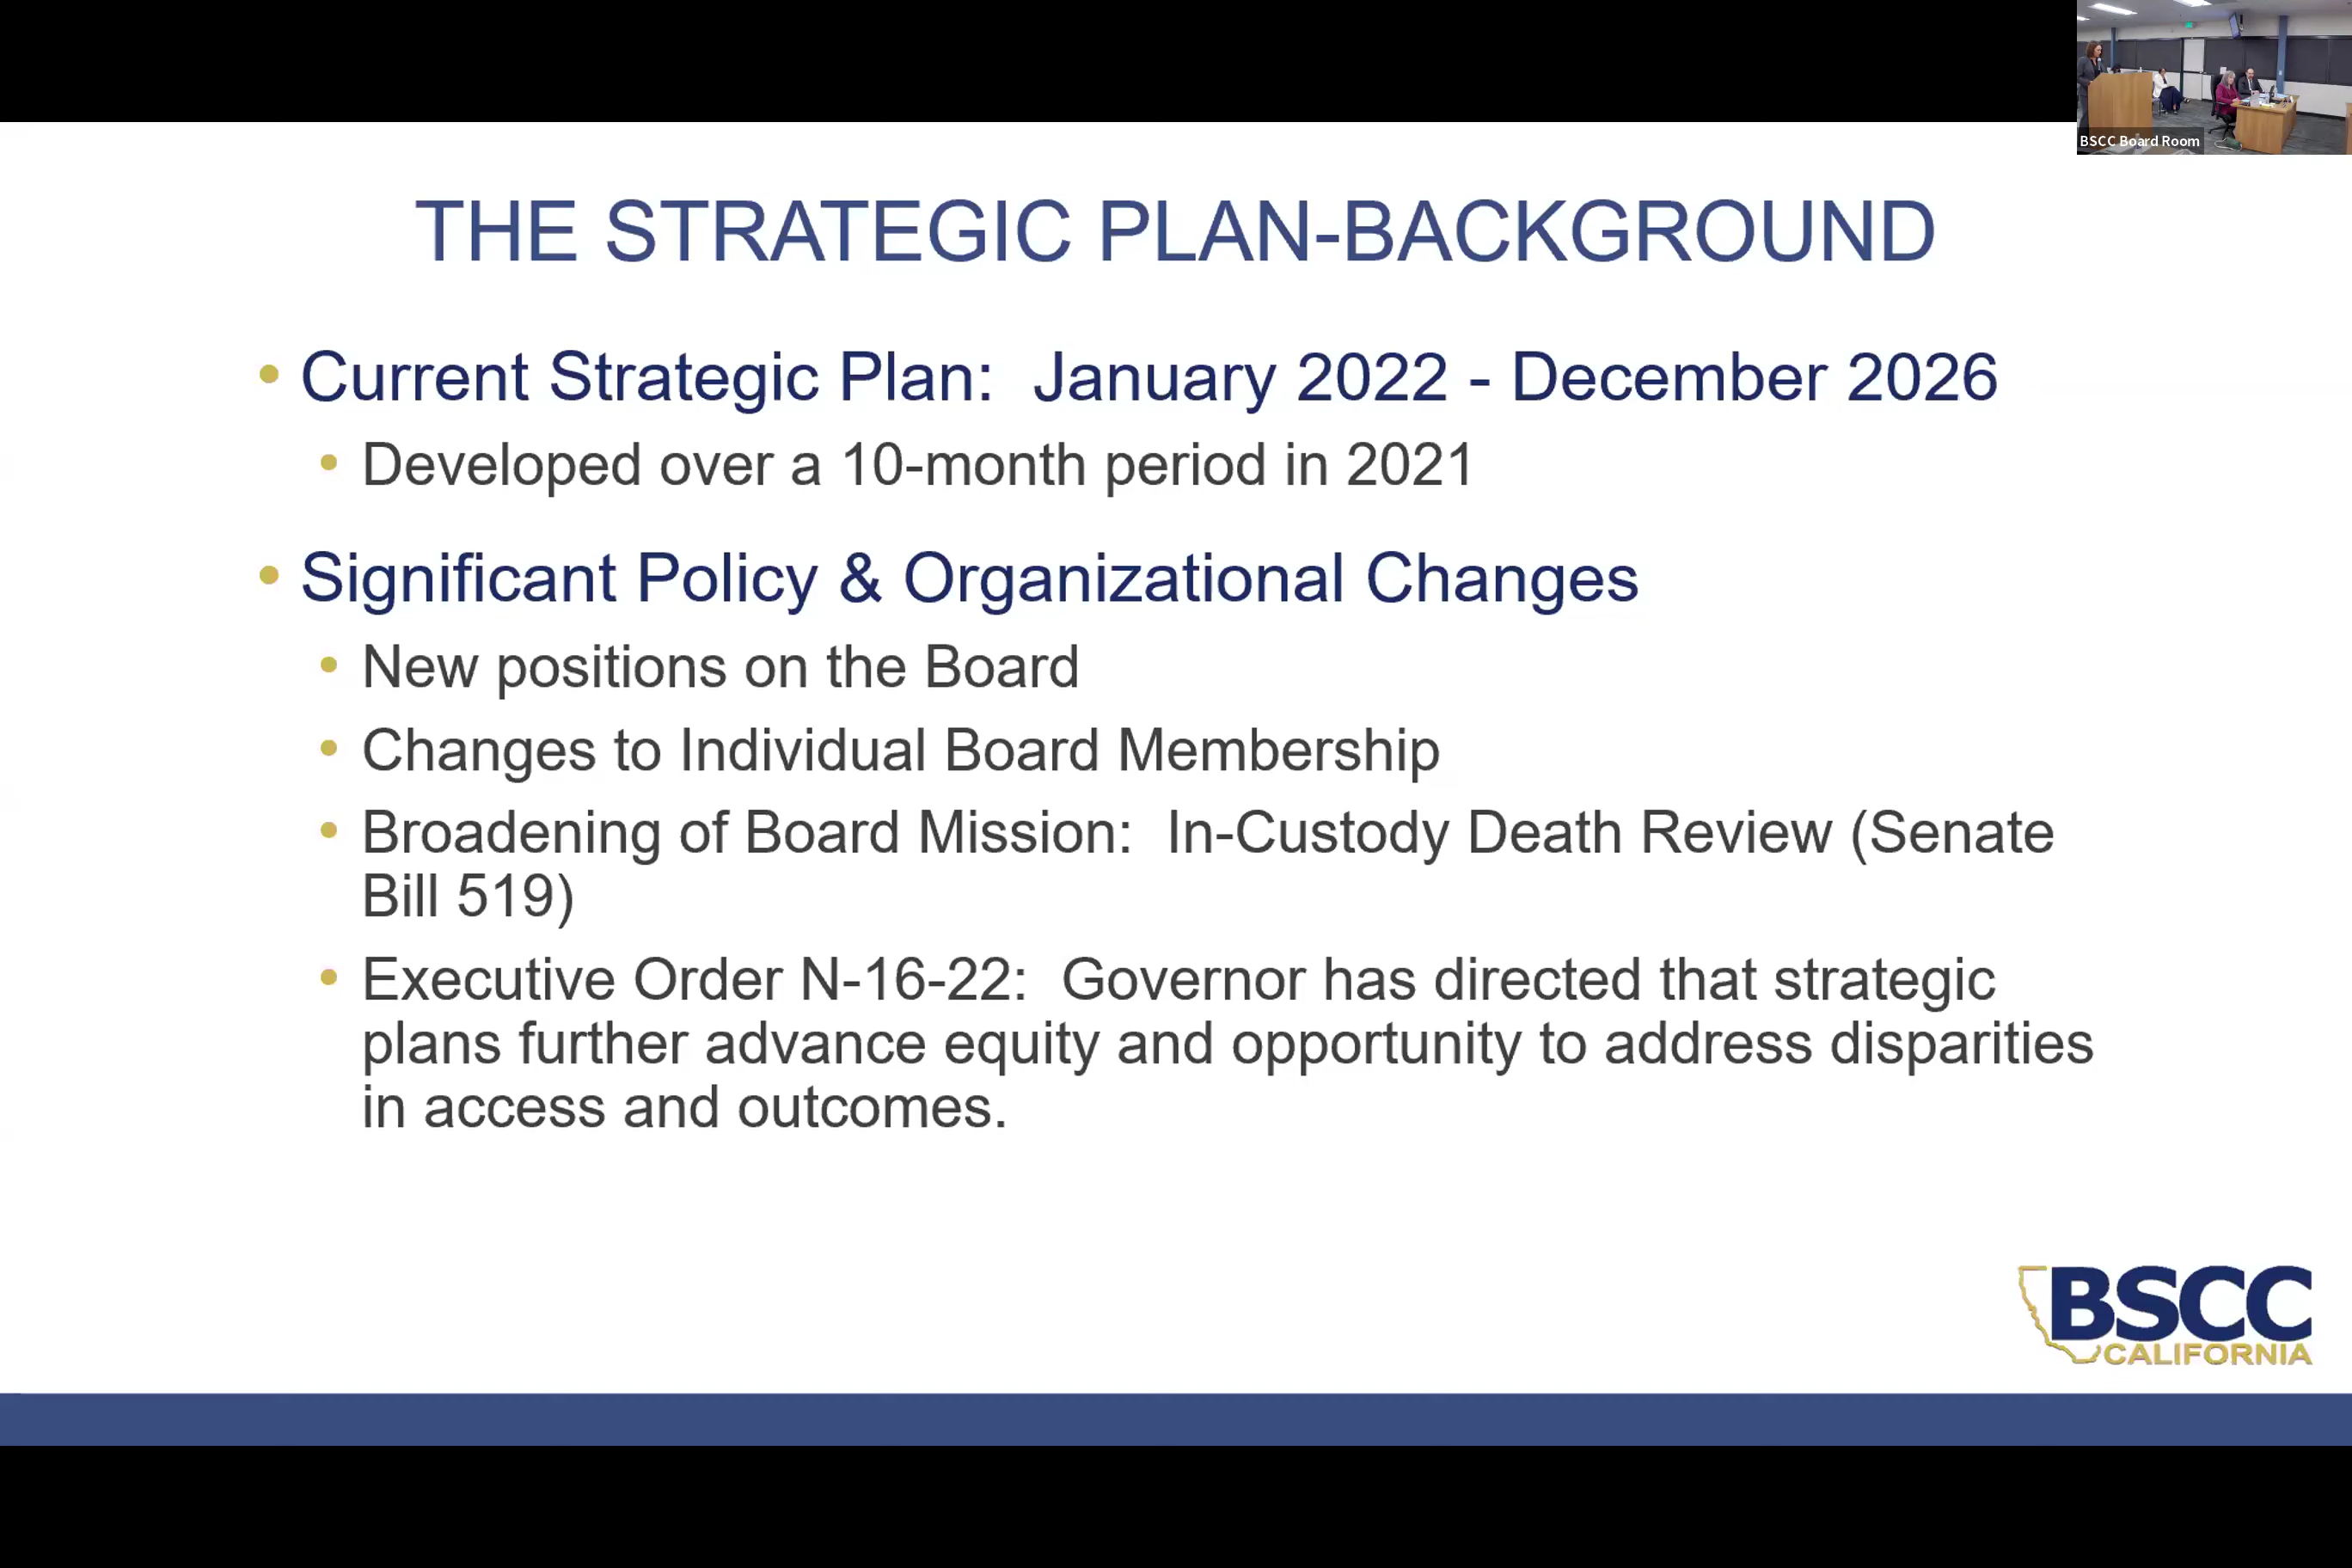 BSCC Board Room
THE STRATEGIC PLAN-BACKGROUND
• Current Strategic Plan:  January 2022 - December 2026
• Developed over a 10-month period in 2021
• Significant Policy & Organizational Changes
• New positions on the Board
• Changes to Individual Board Membership
• Broadening of Board Mission:  In-Custody Death Review (Senate
Bill 519)
• Executive Order N-16-22:  Governor has directed that strategic
plans further advance equity and opportunity to address disparities
in access and outcomes.
BSCC
CALIFORNIA